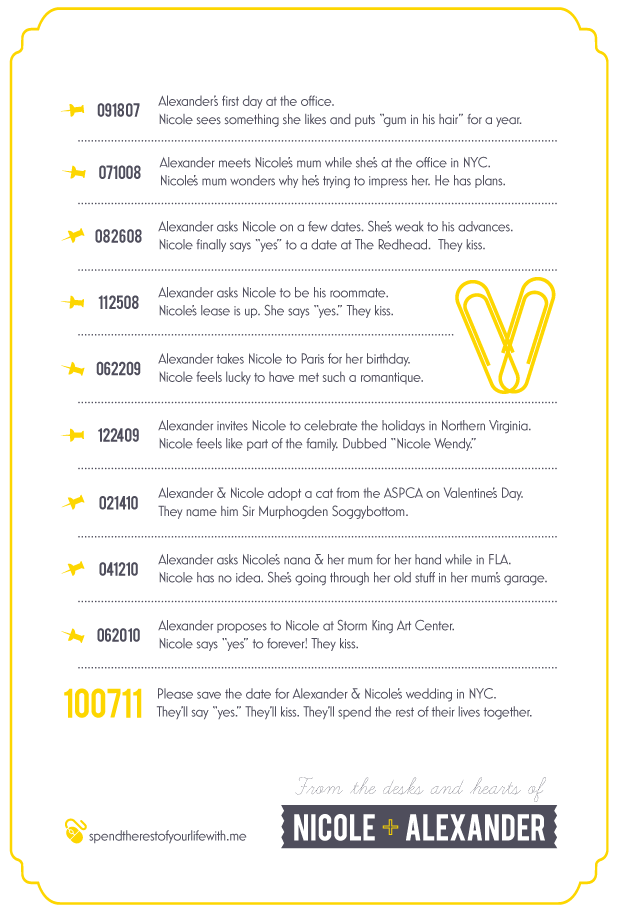 091807 Alexander's first day at the office.
Nicole sees something she likes and puts "gum in his hair" for a year.
071008 Alexander meets Nicole's mum while she's at the office in NYC.
Nicole's mum wonders why he's trying to impress her. He has plans.
082608 Alexander asks Nicole on a few dates. She's weak to his advances.
Nicole finally says "yes" to a date at The Redhead. They kiss.
112508 Alexander asks Nicole to be his roommate.
Nicole's lease is up. She says "yes." They kiss.
062209 Alexander takes Nicole to Paris for her birthday.
Nicole feels lucky to have met such a romantique.
122409 Alexander invites Nicole to celebrate the holidays in Northern Virginia.
Nicole feels like part of the family. Dubbed "Nicole Wendy."
021410 Alexander & Nicole adopt a cat from the ASPCA on Valentine's Day.
They name him Sir Murphogden Soggybottom.
041210 Alexander asks Nicole's nana & her mum for her hand while in FLA.
Nicole has no idea. She's going through her old stuff in her mum's garage.
062010 Alexander proposes to Nicole at Storm King Art Center.
Nicole says "yes" to forever! They kiss.
100711 Please save the date for Alexander & Nicole's wedding in NYC.
They'll say "yes." They'll kiss. They'll spend the rest of their lives together.
From the desks and hearts of
NICOLE + ALEXANDER
spendtherestofyourlifewith.me